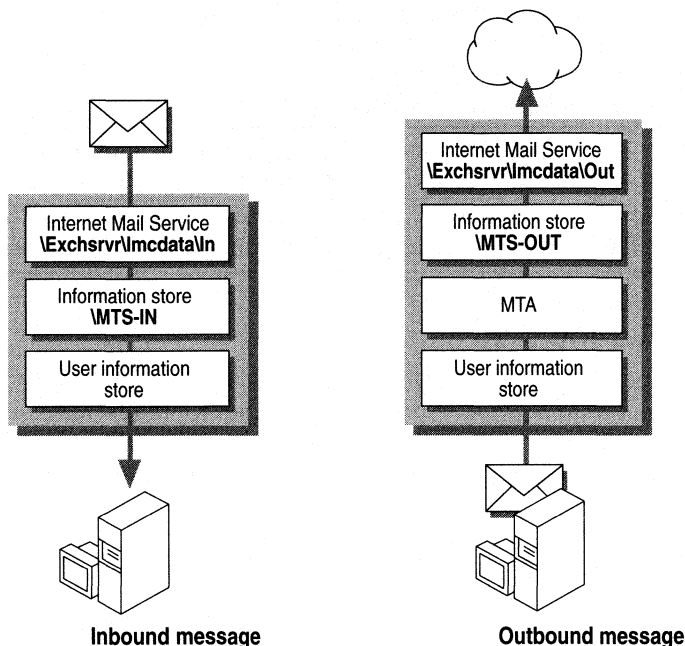 Internet Mail Service
\Exchsrvr\Imcdata\In
Information store
\MTS-IN
User information
store
Inbound message
Internet Mail Service
\Exchsrvr\Imcdata\Out
Information store
\MTS-OUT
MTA
User information
store
Outbound message